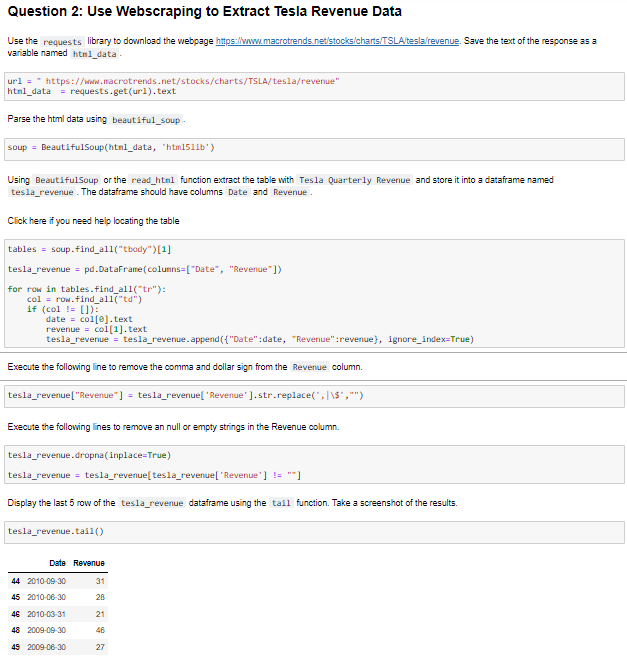 Question 2: Use Webscraping to Extract Tesla Revenue Data
Use the requests library to download the webpage https://www.macrotrends.net/stocks/charts/TSLA/tesla/revenue. Save the text of the response as a
variable named html_data .
url = " https://www.macrotrends.net/stocks/charts/TSLA/tesla/revenue"
html_data  = requests.get(url).text
Parse the html data using beautiful_soup .
soup = BeautifulSoup(html_data, 'html5lib')
Using BeautifulSoup or the read_html function extract the table with Tesla Quarterly Revenue and store it into a dataframe named
tesla_revenue . The dataframe should have columns Date and Revenue .
Click here if you need help locating the table
tables = soup.find_all("tbody")[1]
tesla_revenue = pd.DataFrame(columns=["Date", "Revenue"])
for row in tables.find_all("tr"):
    col = row.find_all("td")
    if (col != []):
        date = col[0].text
        revenue = col[1].text
        tesla_revenue = tesla_revenue.append({"Date":date, "Revenue":revenue}, ignore_index=True)
Execute the following line to remove the comma and dollar sign from the Revenue column.
tesla_revenue["Revenue"] = tesla_revenue['Revenue'].str.replace(',|\$',"")
Execute the following lines to remove an null or empty strings in the Revenue column.
tesla_revenue.dropna(inplace=True)
tesla_revenue = tesla_revenue[tesla_revenue['Revenue'] != ""]
Display the last 5 row of the tesla_revenue dataframe using the tail function. Take a screenshot of the results.
tesla_revenue.tail()
Date Revenue
44 2010-09-30 31
45 2010-06-30 28
46 2010-03-31 21
48 2009-09-30 46
49 2009-06-30 27